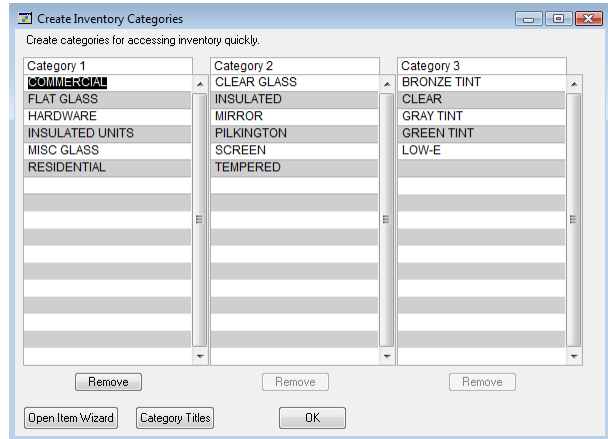 Create Inventory Categories
Create categories for accessing inventory quickly.
Category 1
COMMERCIAL
FLAT GLASS
HARDWARE
INSULATED UNITS
MISC GLASS
RESIDENTIAL
Category 2
CLEAR GLASS
INSULATED
MIRROR
PILKINGTON
SCREEN
TEMPERED
Category 3
BRONZE TINT
CLEAR
GRAY TINT
GREEN TINT
LOW-E
Remove
Remove
Remove
Open Item Wizard
Category Titles
OK